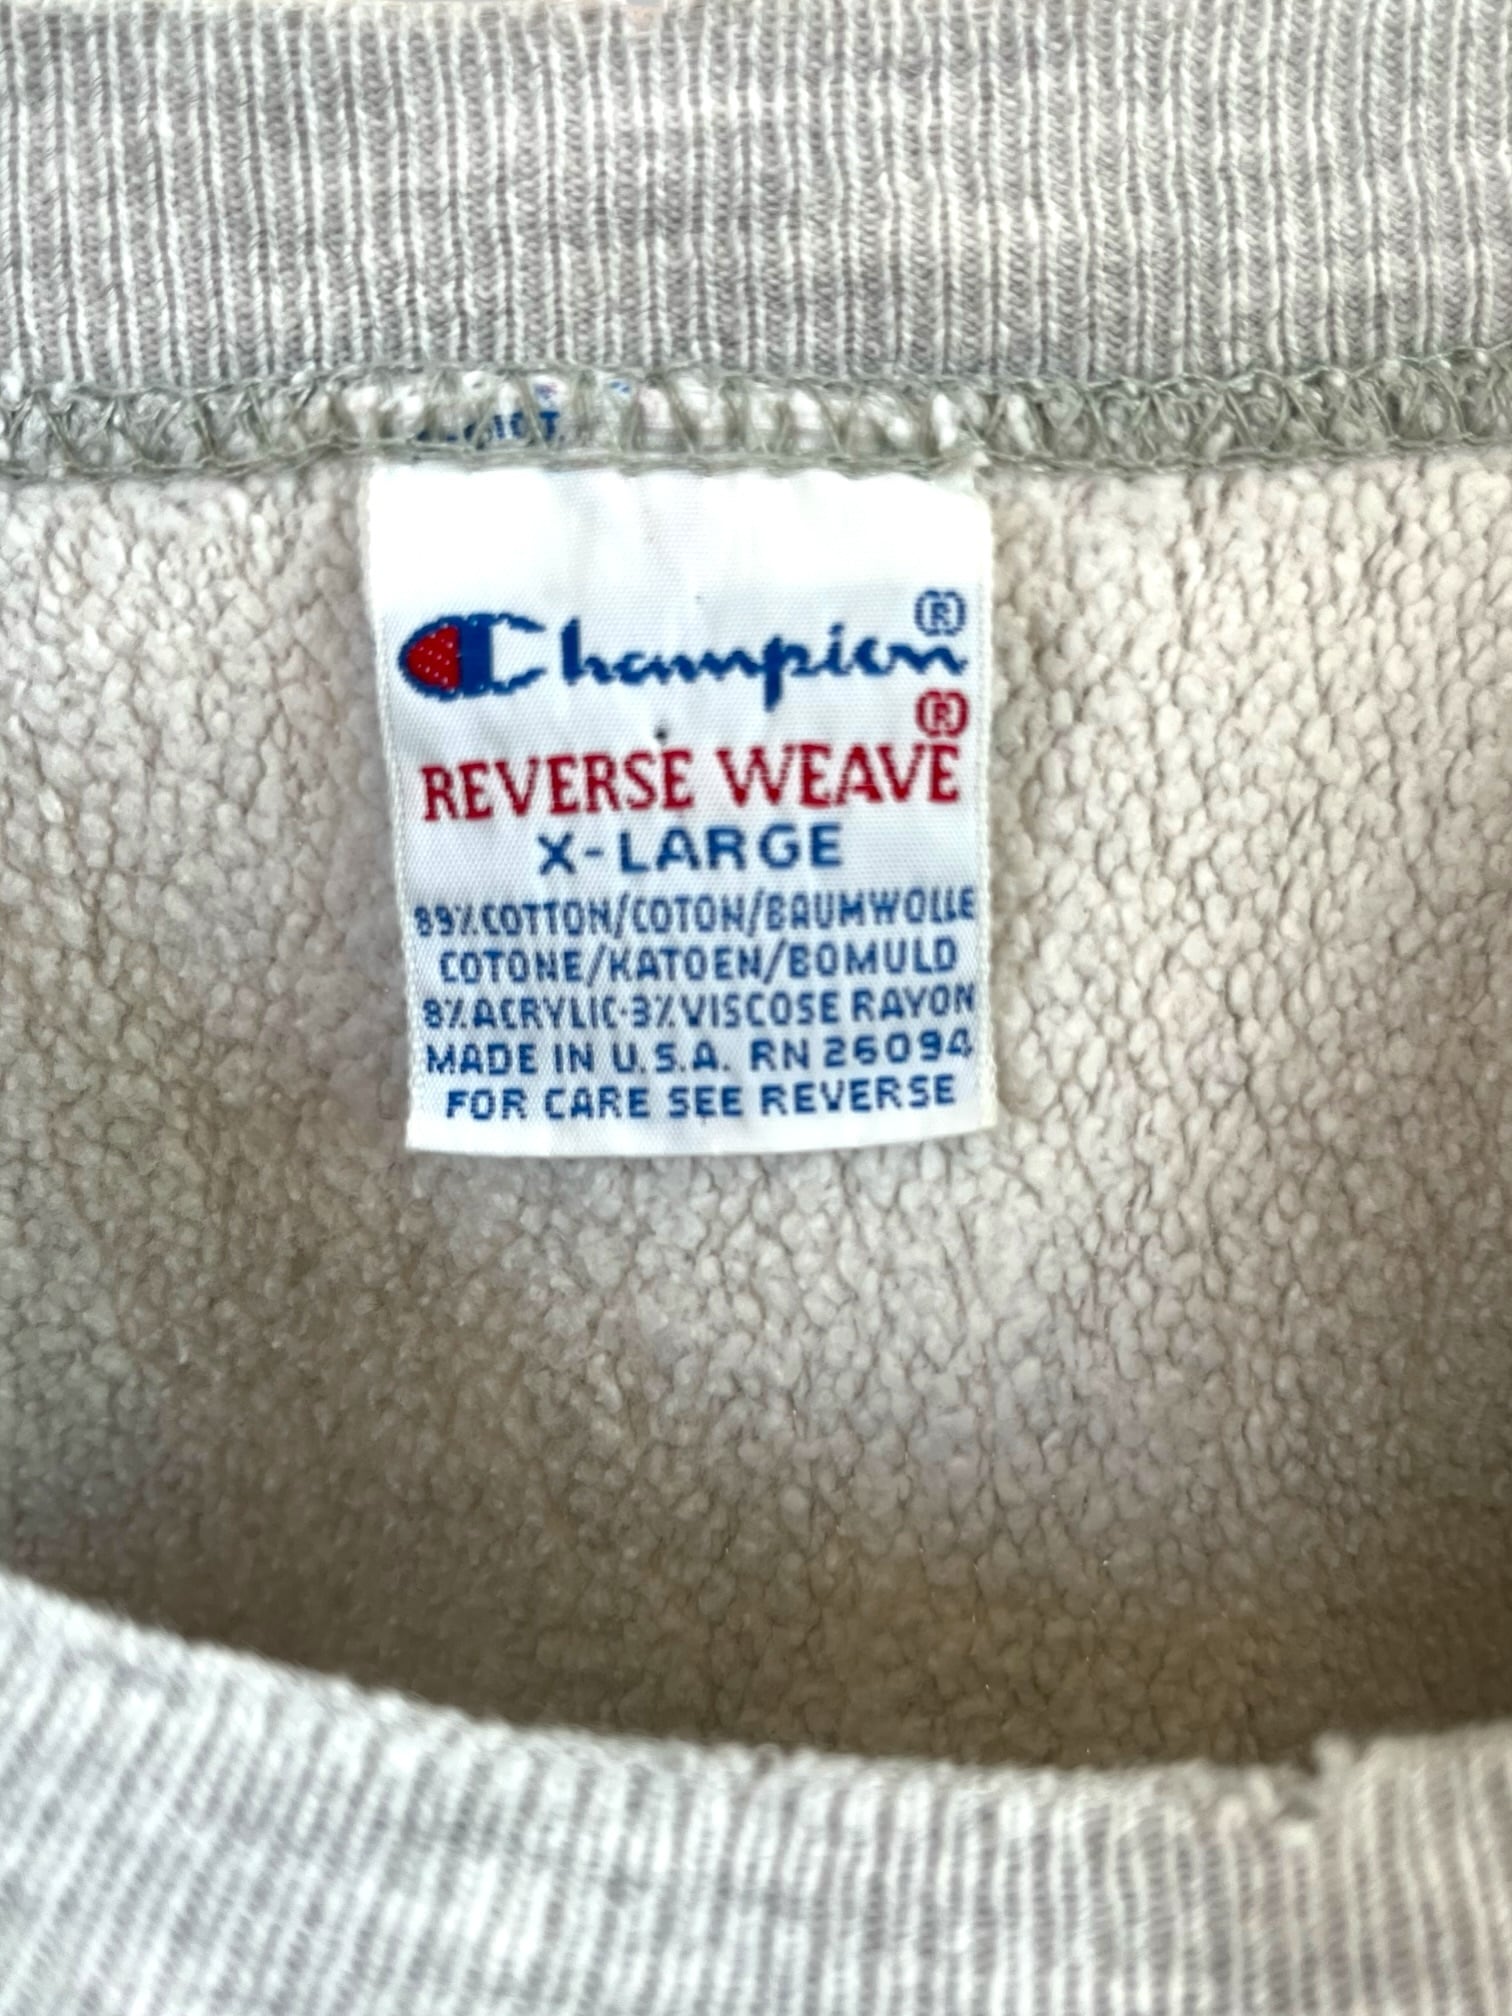 Champion®
®
REVERSE WEAVE
X-LARGE
89% COTTON/COTON/BAUMWOLLE
COTONE/KATOEN/BOMULD
8% ACRYLIC·3% VISCOSE RAYON
MADE IN U.S.A. RN 26094
FOR CARE SEE REVERSE